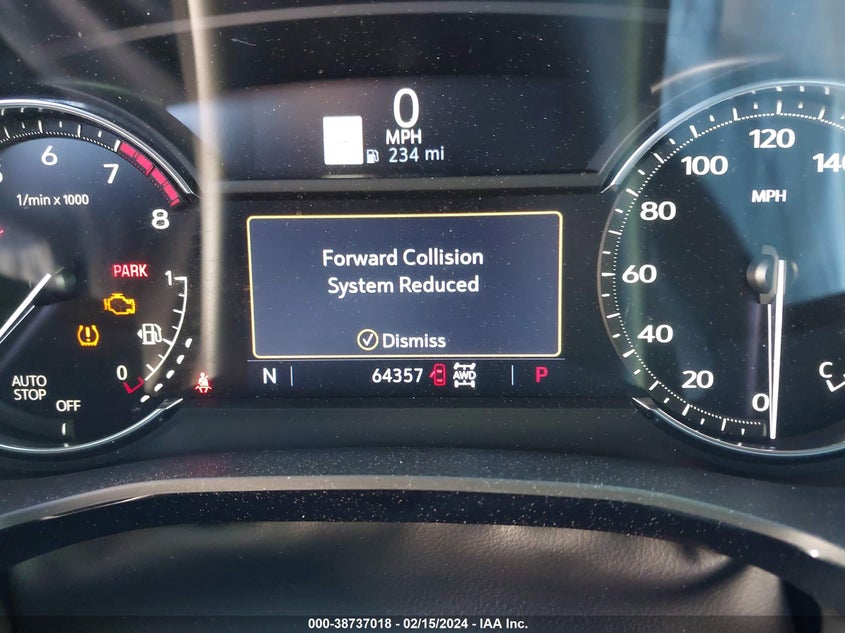 0
MPH
234 mi
6
7
8
1/min x 1000
PARK
1
0
AUTO
STOP
OFF
Forward Collision
System Reduced
Dismiss
N
64357
AWD
P
0
20
40
60
80
100
120
140
MPH
C
000-38737018 - 02/15/2024 - IAA Inc.